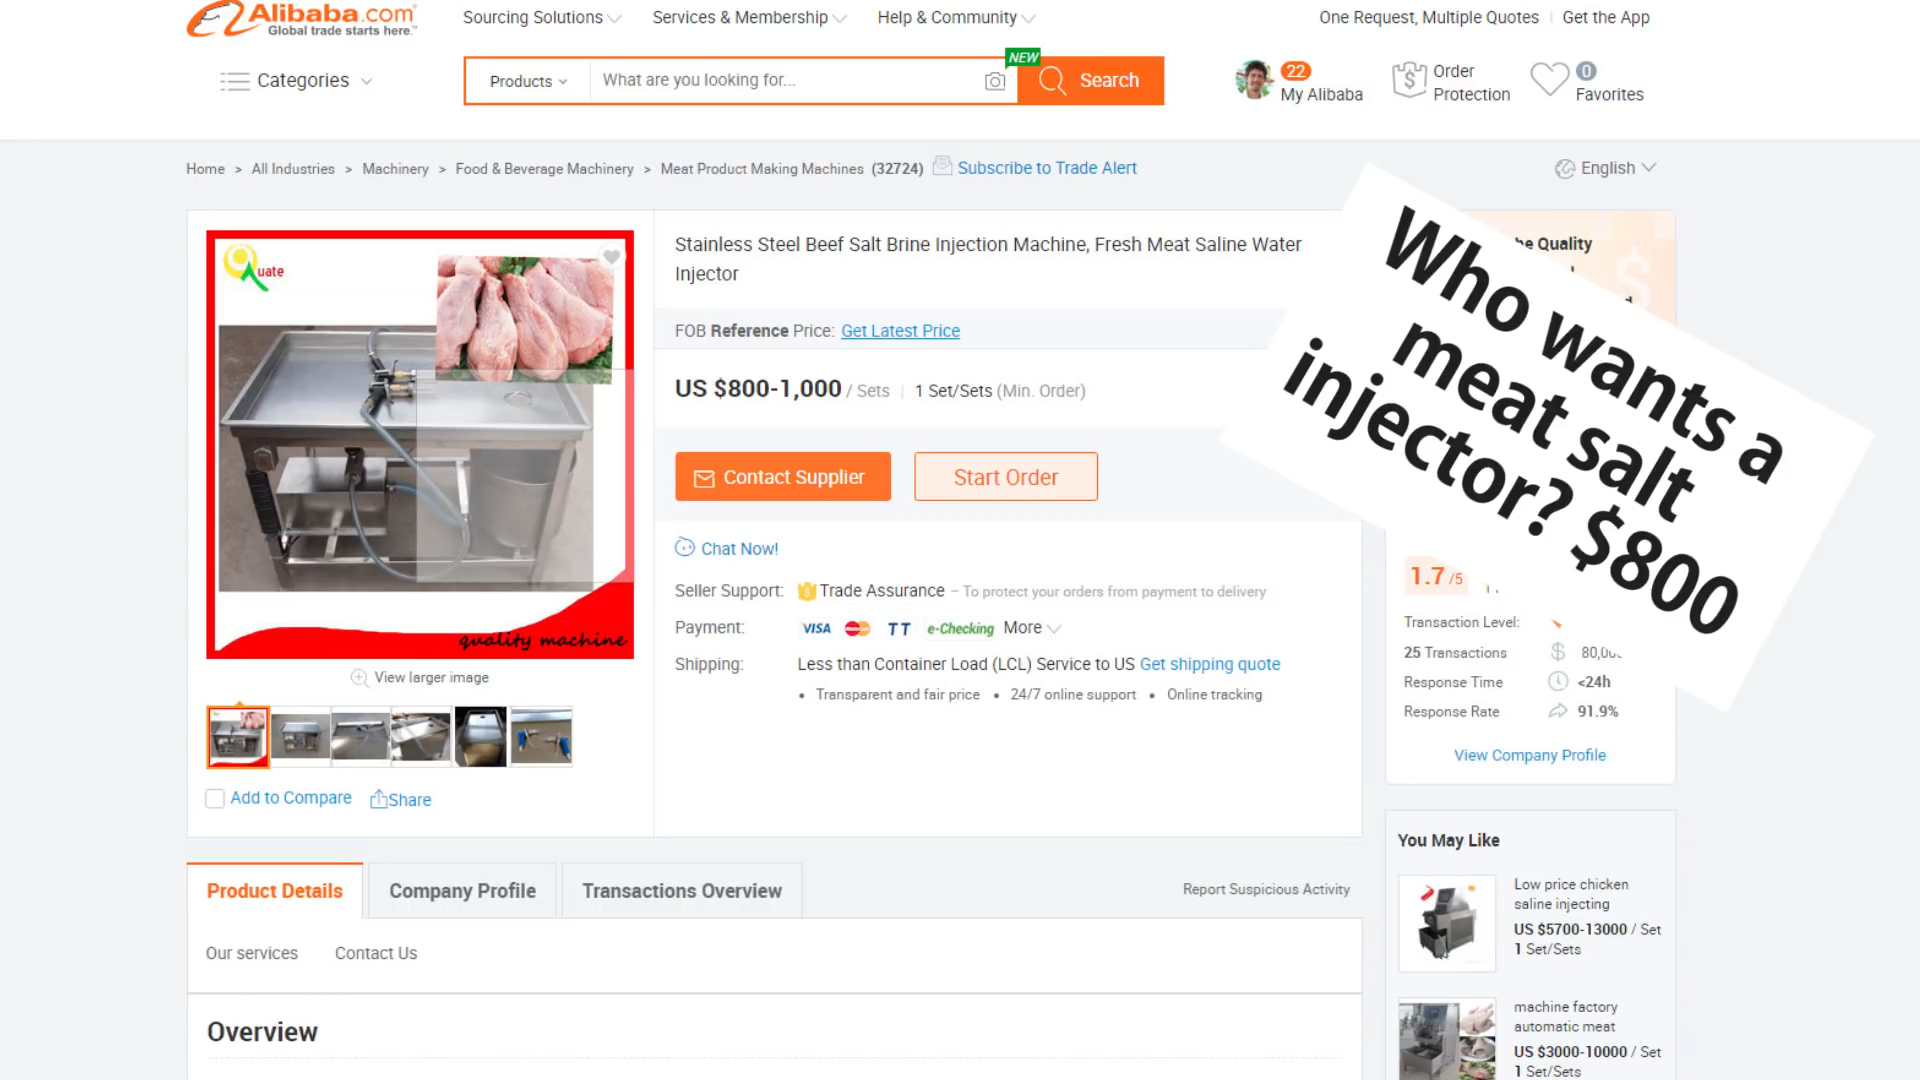 Alibaba.com
Global trade starts here.™
Sourcing Solutions
Services & Membership
Help & Community
One Request, Multiple Quotes
Get the App
Categories
Products
What are you looking for...
NEW
Search
22
My Alibaba
Order
Protection
0
Favorites
Home > All Industries > Machinery > Food & Beverage Machinery > Meat Product Making Machines (32724)
Subscribe to Trade Alert
English
uate
quality machine
View larger image
Add to Compare
Share
Stainless Steel Beef Salt Brine Injection Machine, Fresh Meat Saline Water
Injector
FOB Reference Price: Get Latest Price
US $800-1,000 / Sets | 1 Set/Sets (Min. Order)
Contact Supplier
Start Order
Chat Now!
Seller Support: Trade Assurance – To protect your orders from payment to delivery
Payment: VISA TT e-Checking More
Shipping: Less than Container Load (LCL) Service to US Get shipping quote
• Transparent and fair price • 24/7 online support • Online tracking
Quality
Who wants a
meat salt
injector? $800
1.7 /5
Transaction Level:
25 Transactions
Response Time <24h
Response Rate 91.9%
View Company Profile
Product Details
Company Profile
Transactions Overview
Report Suspicious Activity
Our services
Contact Us
Overview
You May Like
Low price chicken
saline injecting
US $5700-13000 / Set
1 Set/Sets
machine factory
automatic meat
US $3000-10000 / Set
1 Set/Sets